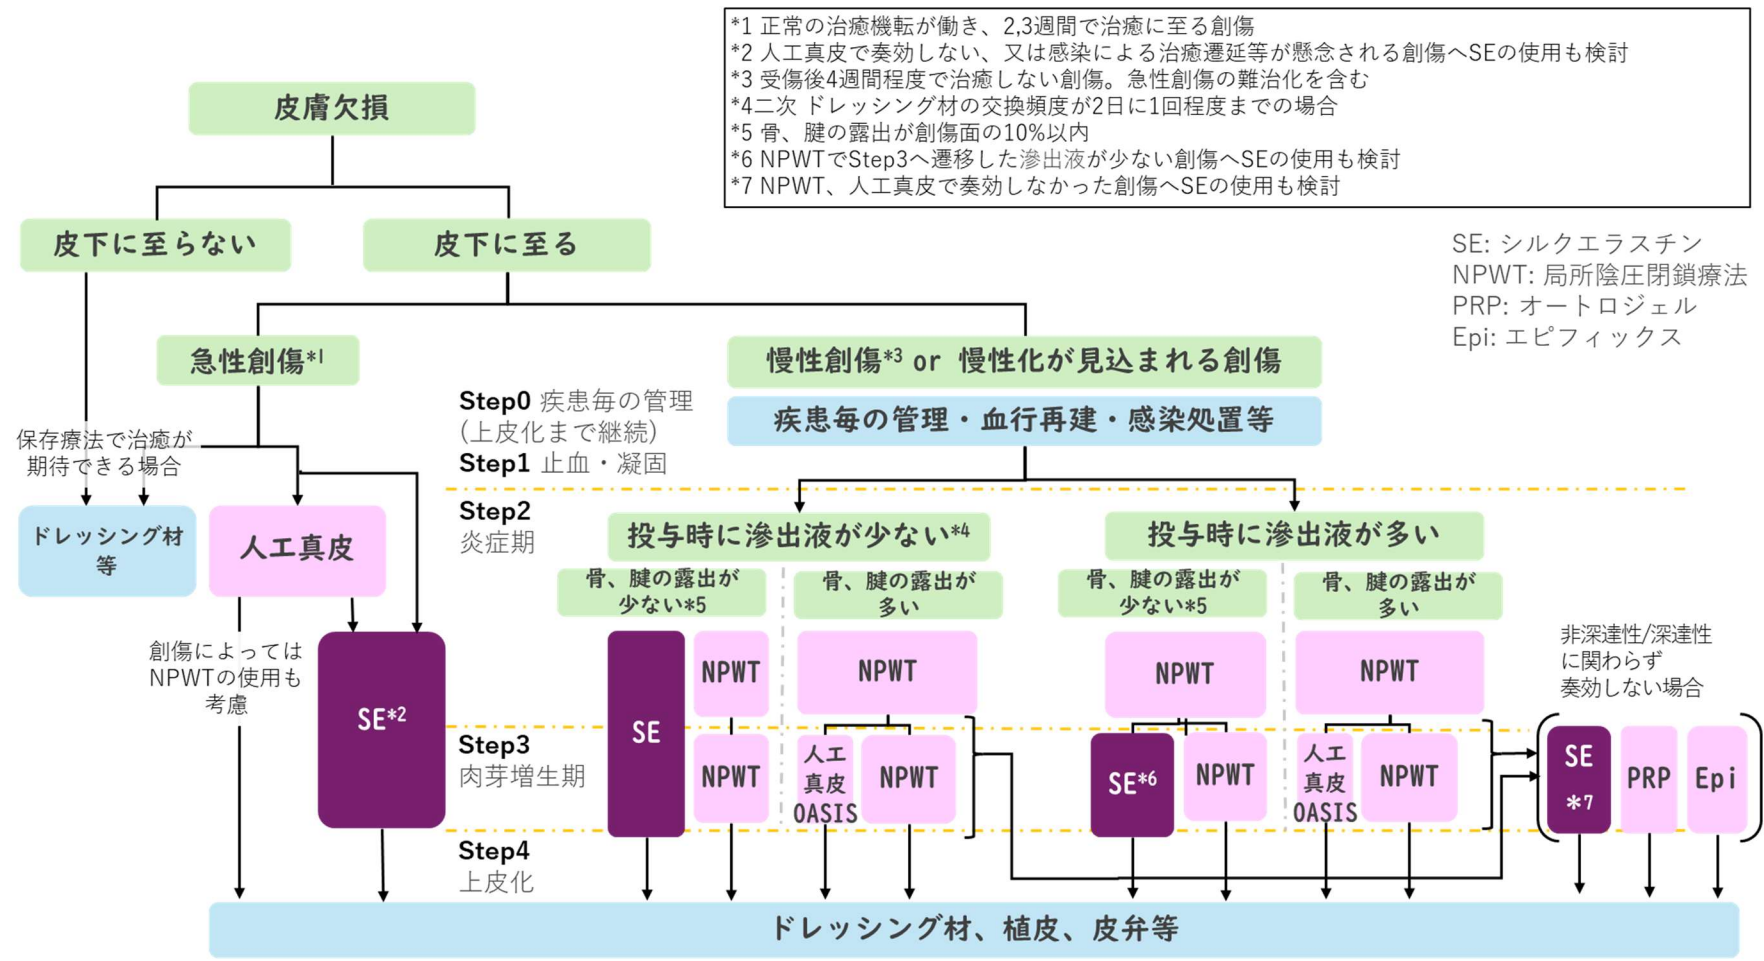 *1 正常の治癒機転が働き、2,3週間で治癒に至る創傷
*2 人工真皮で奏効しない、又は感染による治癒遷延等が懸念される創傷へSEの使用も検討
*3 受傷後4週間程度で治癒しない創傷。急性創傷の難治化を含む
*4二次 ドレッシング材の交換頻度が2日に1回程度までの場合
*5 骨、腱の露出が創傷面の10%以内
*6 NPWTでStep3へ遷移した滲出液が少ない創傷へSEの使用も検討
*7 NPWT、人工真皮で奏効しなかった創傷へSEの使用も検討
SE: シルクエラスチン
NPWT: 局所陰圧閉鎖療法
PRP: オートロジェル
Epi: エピフィックス
皮膚欠損
皮下に至らない
皮下に至る
急性創傷*1
慢性創傷*3 or 慢性化が見込まれる創傷
疾患毎の管理・血行再建・感染処置等
Step0 疾患毎の管理
(上皮化まで継続)
Step1 止血・凝固
保存療法で治癒が
期待できる場合
ドレッシング材
等
人工真皮
Step2
炎症期
投与時に滲出液が少ない*4
投与時に滲出液が多い
骨、腱の露出が
少ない*5
骨、腱の露出が
多い
骨、腱の露出が
少ない*5
骨、腱の露出が
多い
創傷によっては
NPWTの使用も
考慮
SE*2
SE
NPWT
NPWT
NPWT
NPWT
非深達性/深達性
に関わらず
奏効しない場合
Step3
肉芽増生期
NPWT
人工
真皮
OASIS
NPWT
SE*6
NPWT
人工
真皮
OASIS
NPWT
SE
*7
PRP
Epi
Step4
上皮化
ドレッシング材、植皮、皮弁等